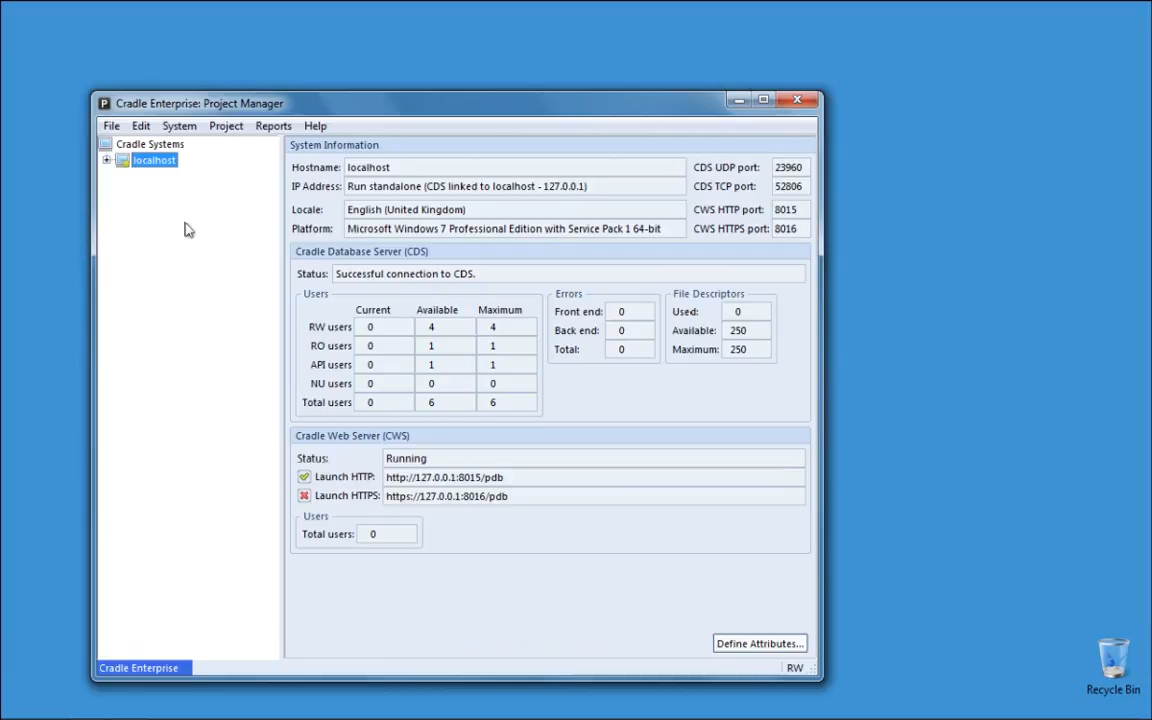 Cradle Enterprise: Project Manager
File Edit System Project Reports Help
Cradle Systems
localhost
System Information
Hostname: localhost CDS UDP port: 23960
IP Address: Run standalone (CDS linked to localhost - 127.0.0.1) CDS TCP port: 52806
Locale: English (United Kingdom) CWS HTTP port: 8015
Platform: Microsoft Windows 7 Professional Edition with Service Pack 1 64-bit CWS HTTPS port: 8016
Cradle Database Server (CDS)
Status: Successful connection to CDS.
Users
Current Available Maximum
RW users 0 4 4
RO users 0 1 1
API users 0 1 1
NU users 0 0 0
Total users 0 6 6
Errors
Front end: 0
Back end: 0
Total: 0
File Descriptors
Used: 0
Available: 250
Maximum: 250
Cradle Web Server (CWS)
Status: Running
Launch HTTP: http://127.0.0.1:8015/pdb
Launch HTTPS: https://127.0.0.1:8016/pdb
Users
Total users: 0
Define Attributes...
Cradle Enterprise RW
Recycle Bin